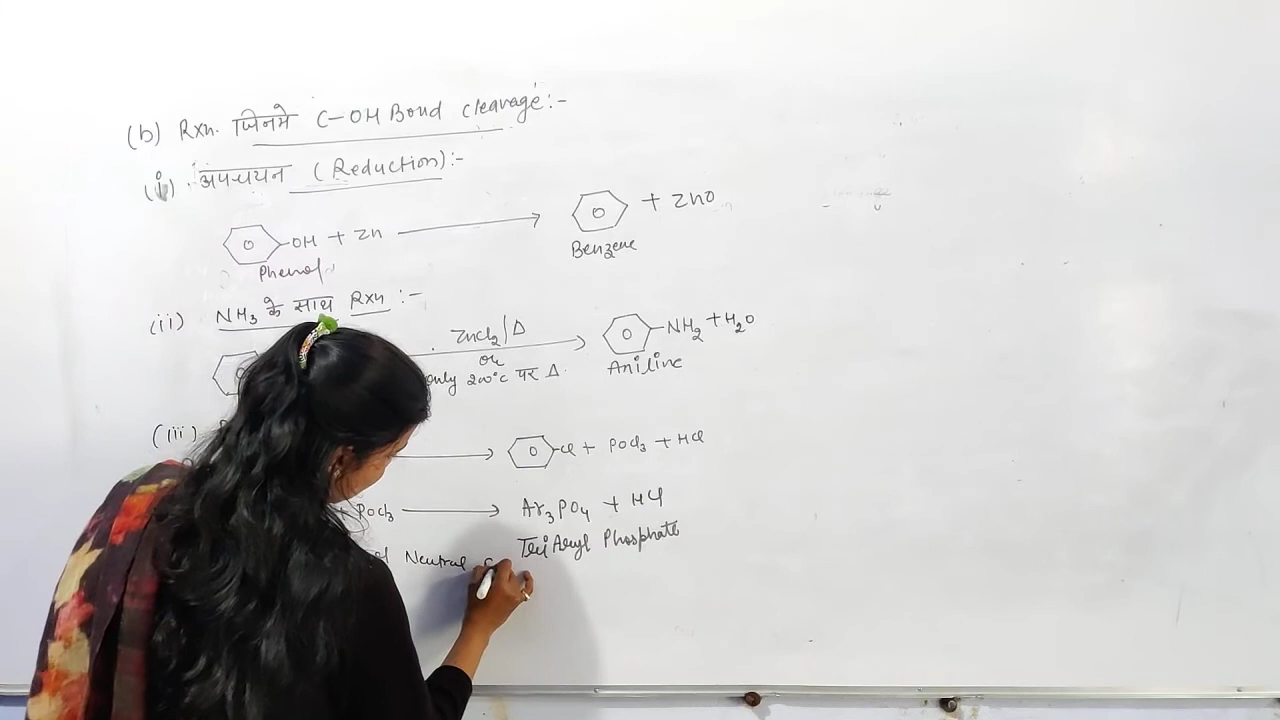 (b) Rxn. जिनमे C-OH Bond cleavage:-
(i) अपचयन (Reduction):-
-OH + Zn → + ZnO
Phenol
Benzene
(ii) NH3 के साथ Rxn :-
ZnCl2/Δ
or
only 200°c पर Δ.
-NH2 + H2O
Aniline
(iii)
→ -Cl + POCl3 + HCl
+ POCl3 → Ar3PO4 + HCl
Tri Aryl Phosphate
of Neutral